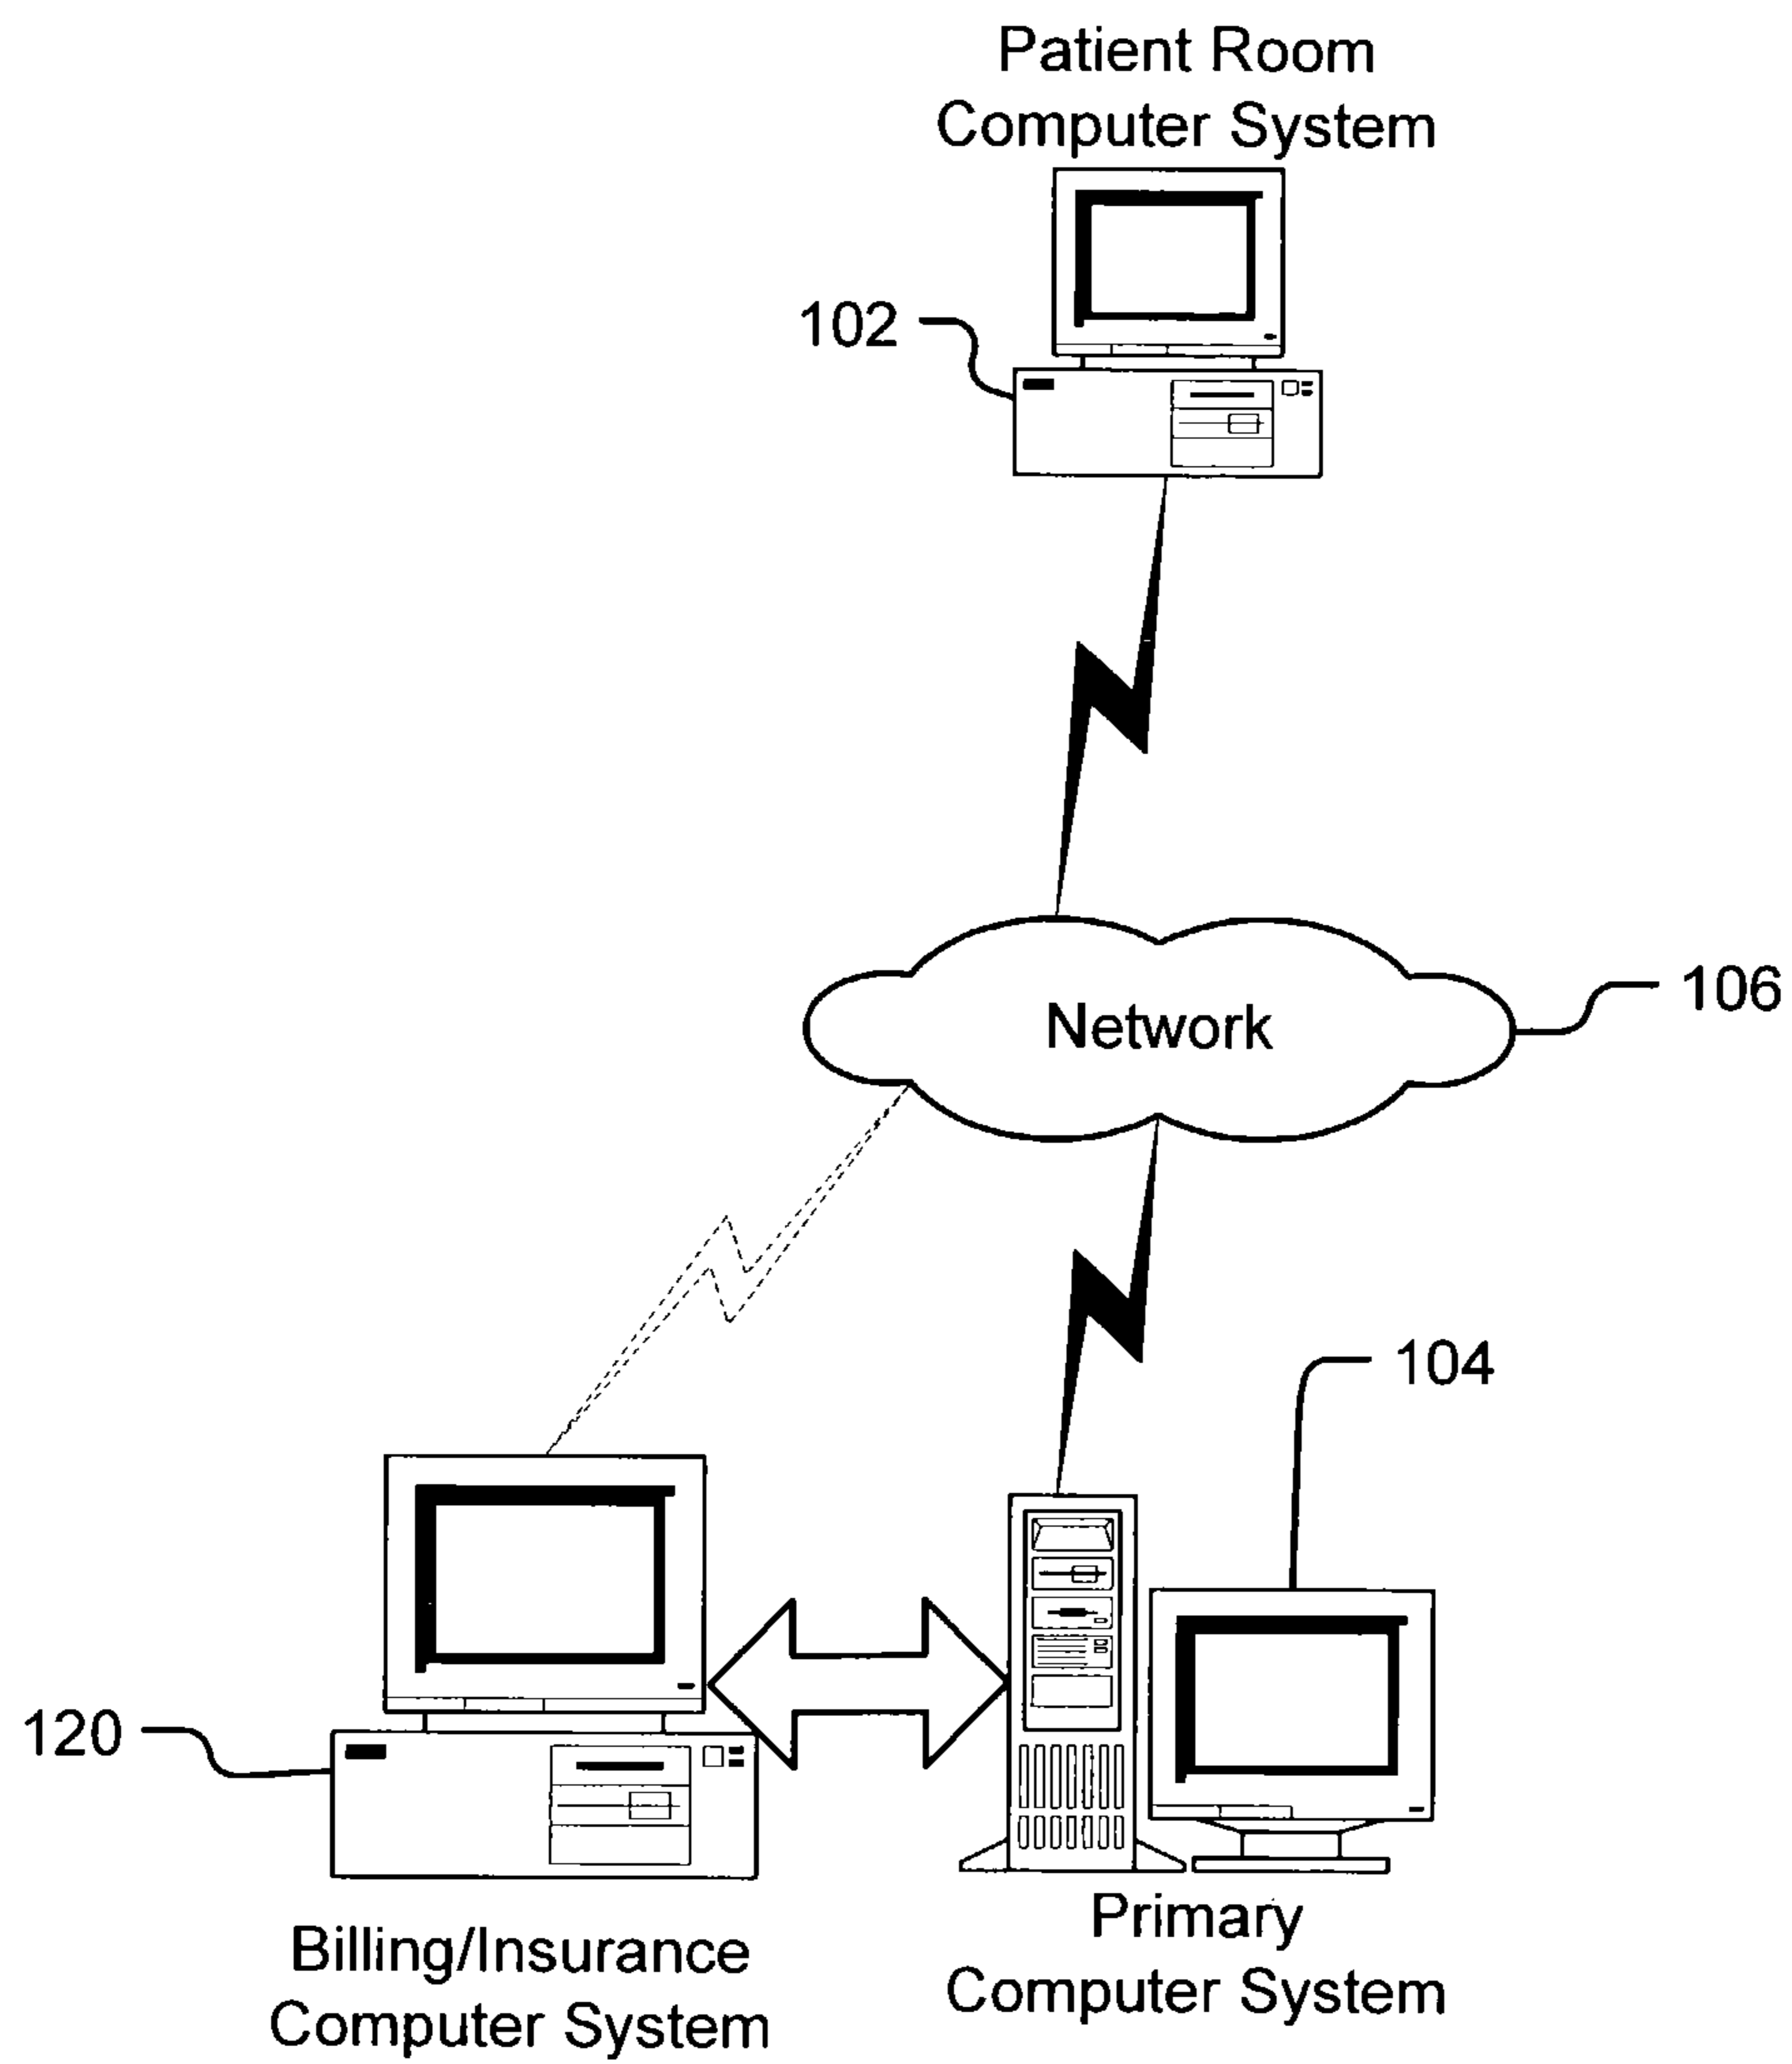 Patient Room
Computer System
102
Network
106
104
120
Billing/Insurance
Computer System
Primary
Computer System